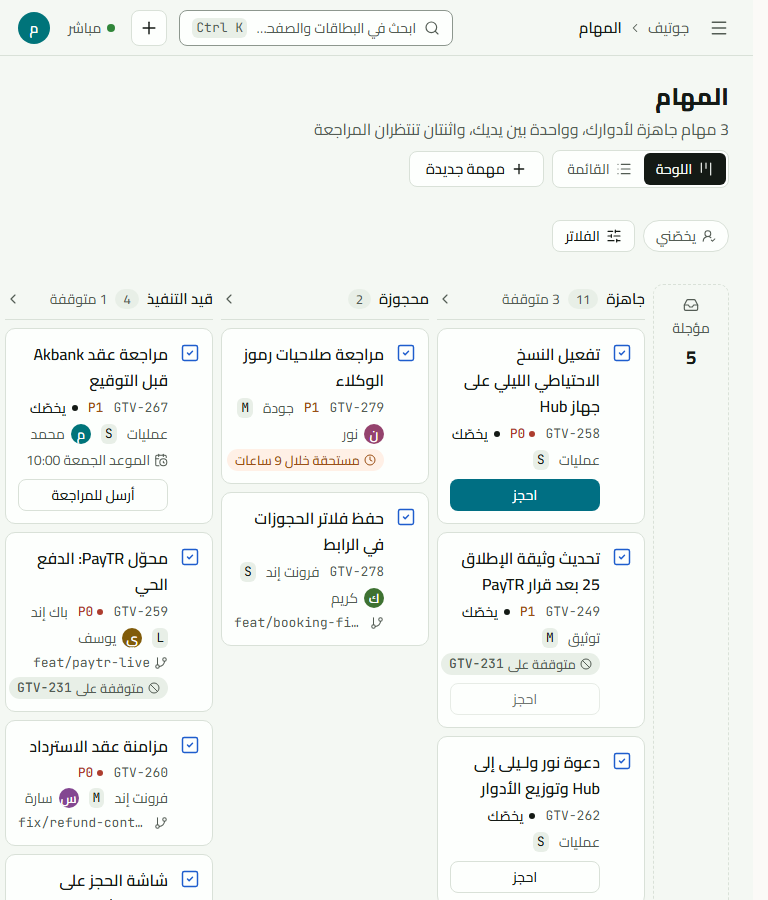 جوتيف
المهام
ابحث في البطاقات والصفحـ...
Ctrl K
مباشر
م
المهام
3 مهام جاهزة لأدوارك، وواحدة بين يديك، واثنتان تنتظران المراجعة
اللوحة
القائمة
مهمة جديدة
يخصّني
الفلاتر
مؤجلة
5
جاهزة 11 3 متوقفة
تفعيل النسخ
الاحتياطي الليلي على
جهاز Hub
GTV-258 P0 يخصّك
عمليات S
احجز
تحديث وثيقة الإطلاق
25 بعد قرار PayTR
GTV-249 P1 يخصّك
توثيق M
متوقفة على GTV-231
احجز
دعوة نور وليلى إلى
Hub وتوزيع الأدوار
GTV-262 يخصّك
عمليات S
احجز
محجوزة 2
مراجعة صلاحيات رموز
الوكلاء
GTV-279 P1 جودة M
ن نور
مستحقة خلال 9 ساعات
حفظ فلاتر الحجوزات
في الرابط
GTV-278 فرونت إند S
ك كريم
feat/booking-fi…
قيد التنفيذ 4 1 متوقفة
مراجعة عقد Akbank
قبل التوقيع
GTV-267 P1 يخصّك
عمليات S م محمد
الموعد الجمعة 10:00
أرسل للمراجعة
محوّل PayTR: الدفع
الحي
GTV-259 P0 باك إند
L ي يوسف
feat/paytr-live
متوقفة على GTV-231
مزامنة عقد الاسترداد
GTV-260 P0
فرونت إند M س سارة
fix/refund-cont…
شاشة الحجز على